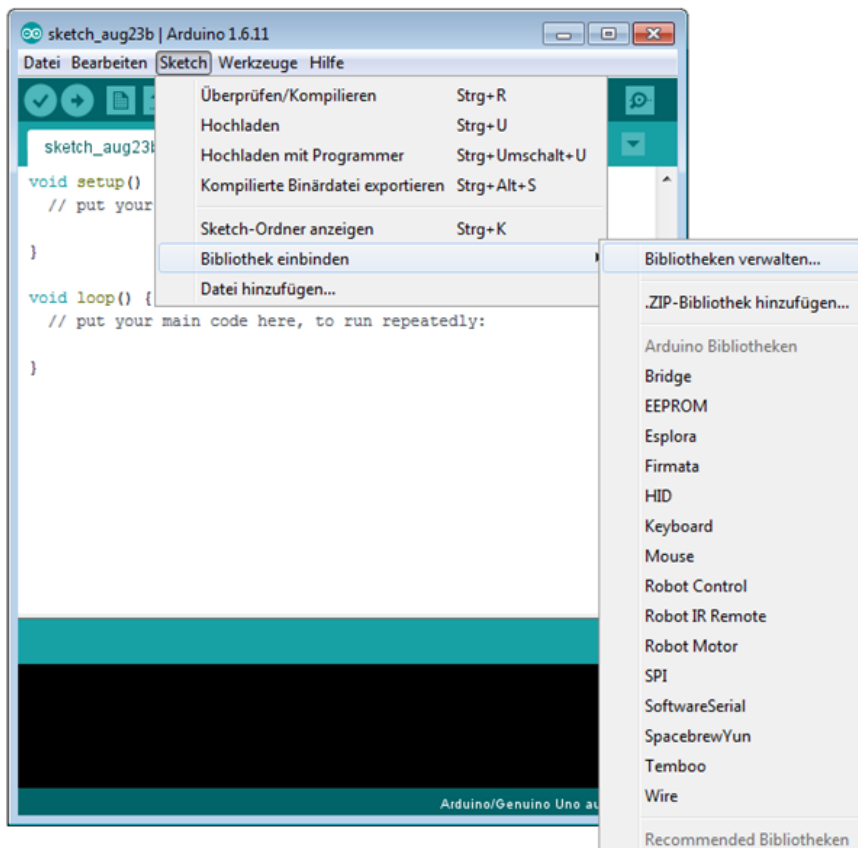 sketch_aug23b | Arduino 1.6.11
Datei Bearbeiten Sketch Werkzeuge Hilfe
sketch_aug23b
void setup()
// put your
}
void loop() {
// put your main code here, to run repeatedly:
}
Überprüfen/Kompilieren Strg+R
Hochladen Strg+U
Hochladen mit Programmer Strg+Umschalt+U
Kompilierte Binärdatei exportieren Strg+Alt+S
Sketch-Ordner anzeigen Strg+K
Bibliothek einbinden
Datei hinzufügen...
Bibliotheken verwalten...
.ZIP-Bibliothek hinzufügen...
Arduino Bibliotheken
Bridge
EEPROM
Esplora
Firmata
HID
Keyboard
Mouse
Robot Control
Robot IR Remote
Robot Motor
SPI
SoftwareSerial
SpacebrewYun
Temboo
Wire
Recommended Bibliotheken
Arduino/Genuino Uno au